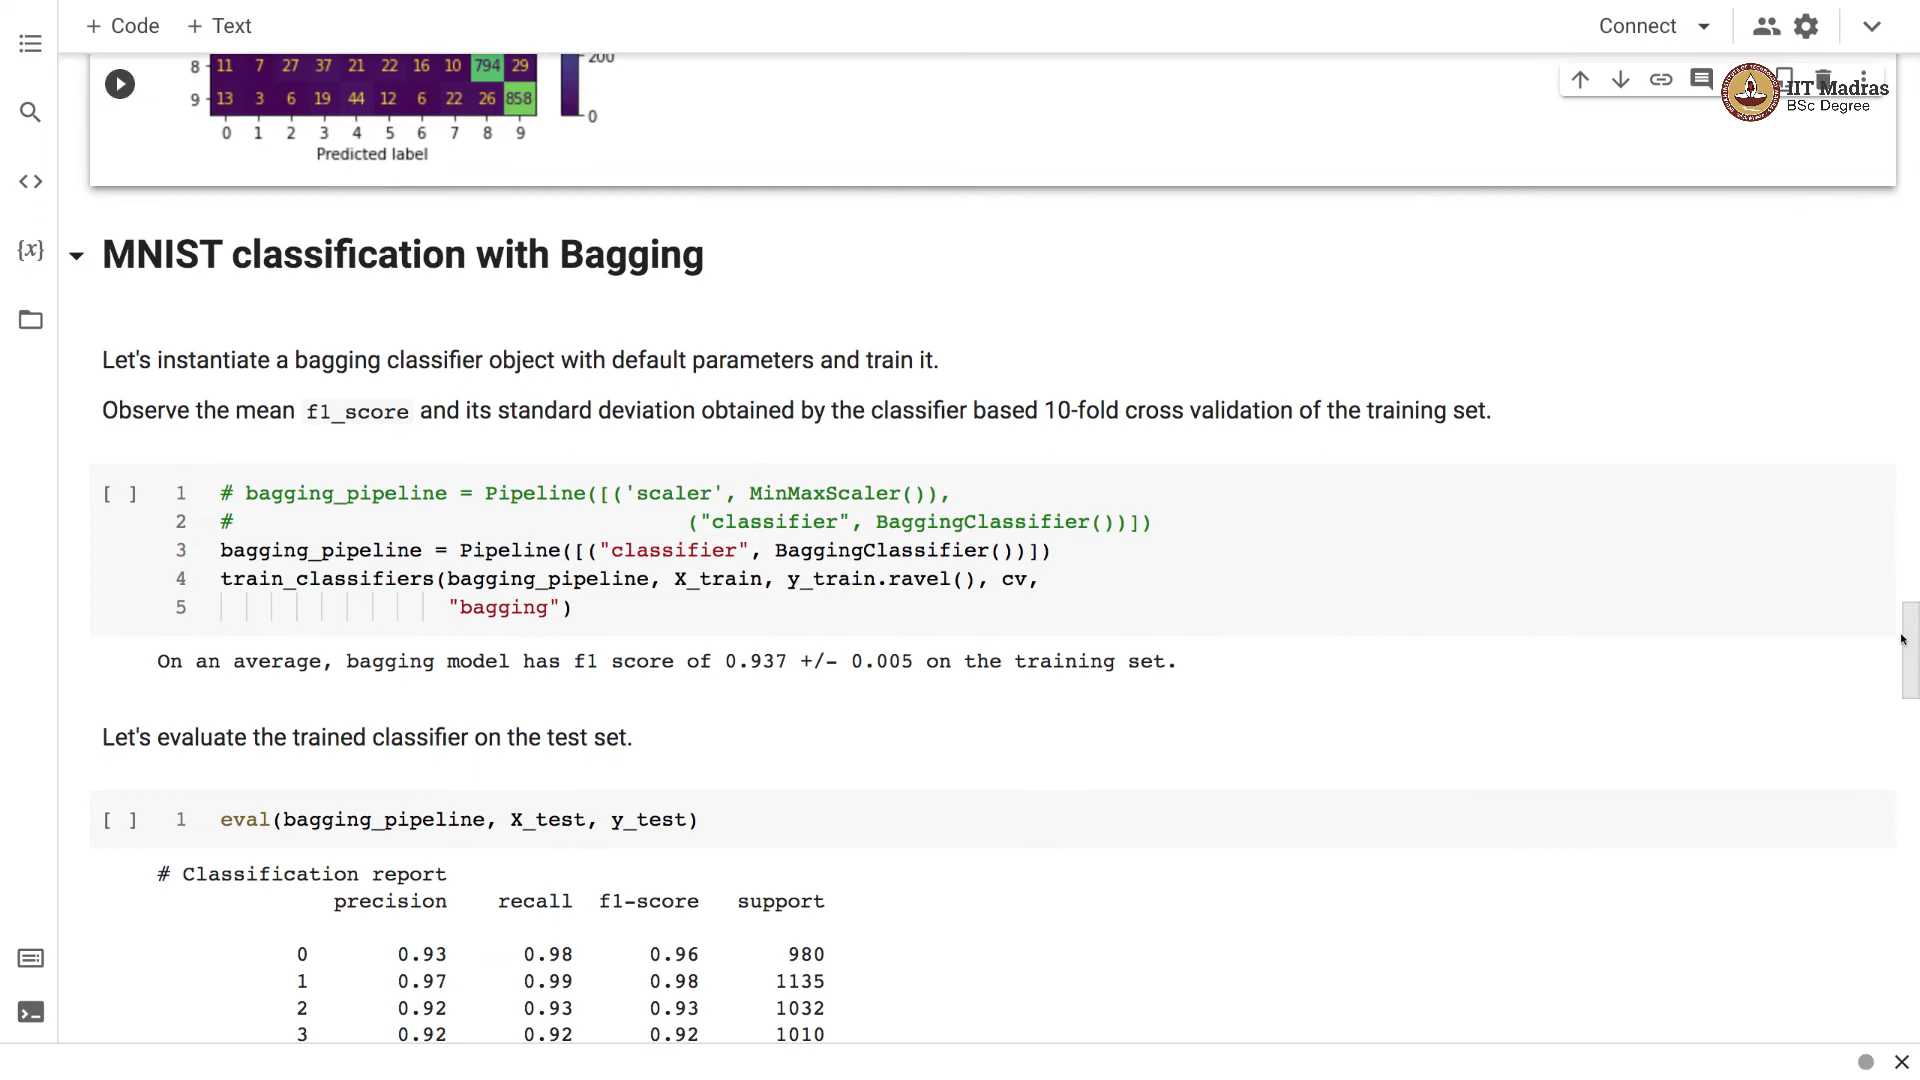 + Code + Text
Connect
IIT Madras
BSc Degree
200
8 11 7 27 37 21 22 16 10 794 29
9 13 3 6 19 44 12 6 22 26 858
0
0 1 2 3 4 5 6 7 8 9
Predicted label
{x}
MNIST classification with Bagging
Let's instantiate a bagging classifier object with default parameters and train it.
Observe the mean f1_score and its standard deviation obtained by the classifier based 10-fold cross validation of the training set.
[ ] 1 # bagging_pipeline = Pipeline([('scaler', MinMaxScaler()),
2 # ("classifier", BaggingClassifier())])
3 bagging_pipeline = Pipeline([("classifier", BaggingClassifier())])
4 train_classifiers(bagging_pipeline, X_train, y_train.ravel(), cv,
5 "bagging")
On an average, bagging model has f1 score of 0.937 +/- 0.005 on the training set.
Let's evaluate the trained classifier on the test set.
[ ] 1 eval(bagging_pipeline, X_test, y_test)
# Classification report
precision recall f1-score support
0 0.93 0.98 0.96 980
1 0.97 0.99 0.98 1135
2 0.92 0.93 0.93 1032
3 0.92 0.92 0.92 1010